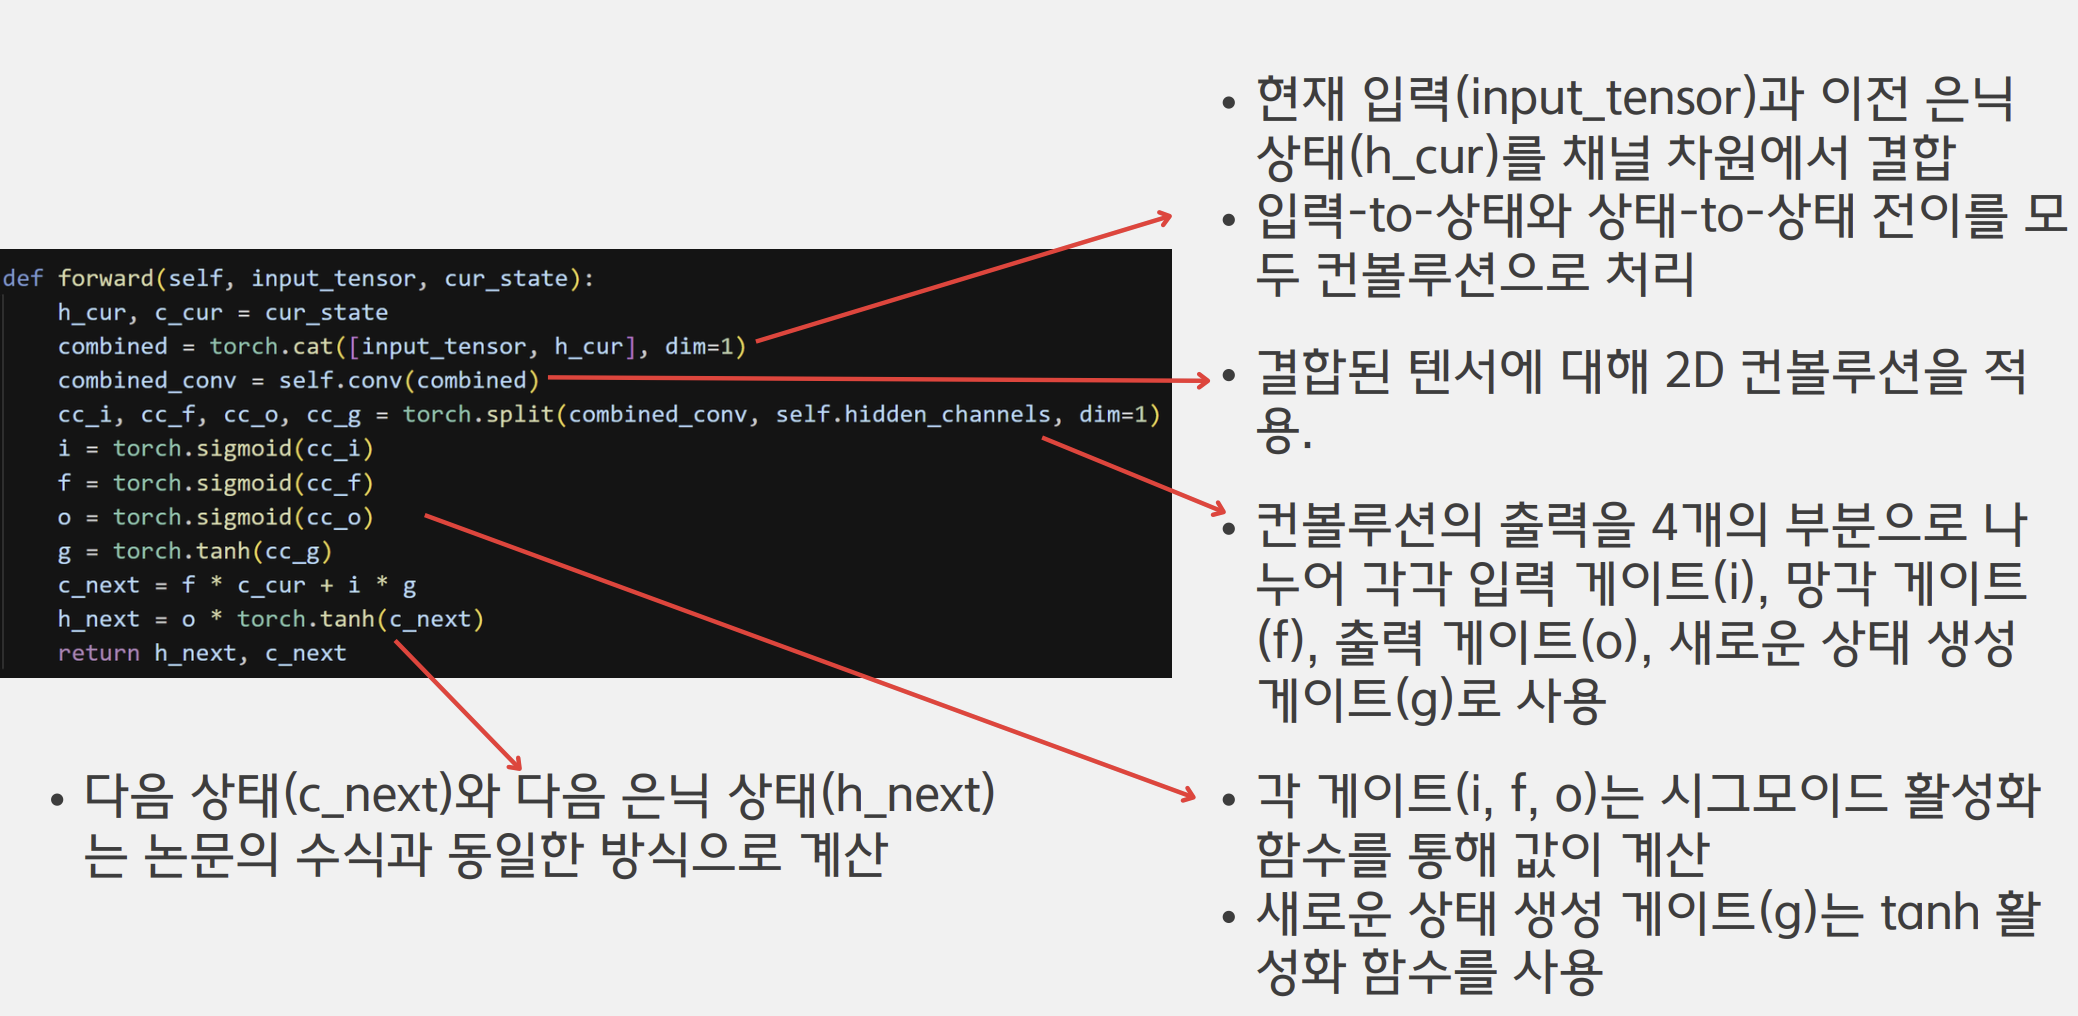 def forward(self, input_tensor, cur_state):
h_cur, c_cur = cur_state
combined = torch.cat([input_tensor, h_cur], dim=1)
combined_conv = self.conv(combined)
cc_i, cc_f, cc_o, cc_g = torch.split(combined_conv, self.hidden_channels, dim=1)
i = torch.sigmoid(cc_i)
f = torch.sigmoid(cc_f)
o = torch.sigmoid(cc_o)
g = torch.tanh(cc_g)
c_next = f * c_cur + i * g
h_next = o * torch.tanh(c_next)
return h_next, c_next
• 다음 상태(c_next)와 다음 은닉 상태(h_next)
는 논문의 수식과 동일한 방식으로 계산
• 현재 입력(input_tensor)과 이전 은닉
상태(h_cur)를 채널 차원에서 결합
• 입력-to-상태와 상태-to-상태 전이를 모
두 컨볼루션으로 처리
• 결합된 텐서에 대해 2D 컨볼루션을 적
용.
• 컨볼루션의 출력을 4개의 부분으로 나
누어 각각 입력 게이트(i), 망각 게이트
(f), 출력 게이트(o), 새로운 상태 생성
게이트(g)로 사용
• 각 게이트(i, f, o)는 시그모이드 활성화
함수를 통해 값이 계산
• 새로운 상태 생성 게이트(g)는 tanh 활
성화 함수를 사용